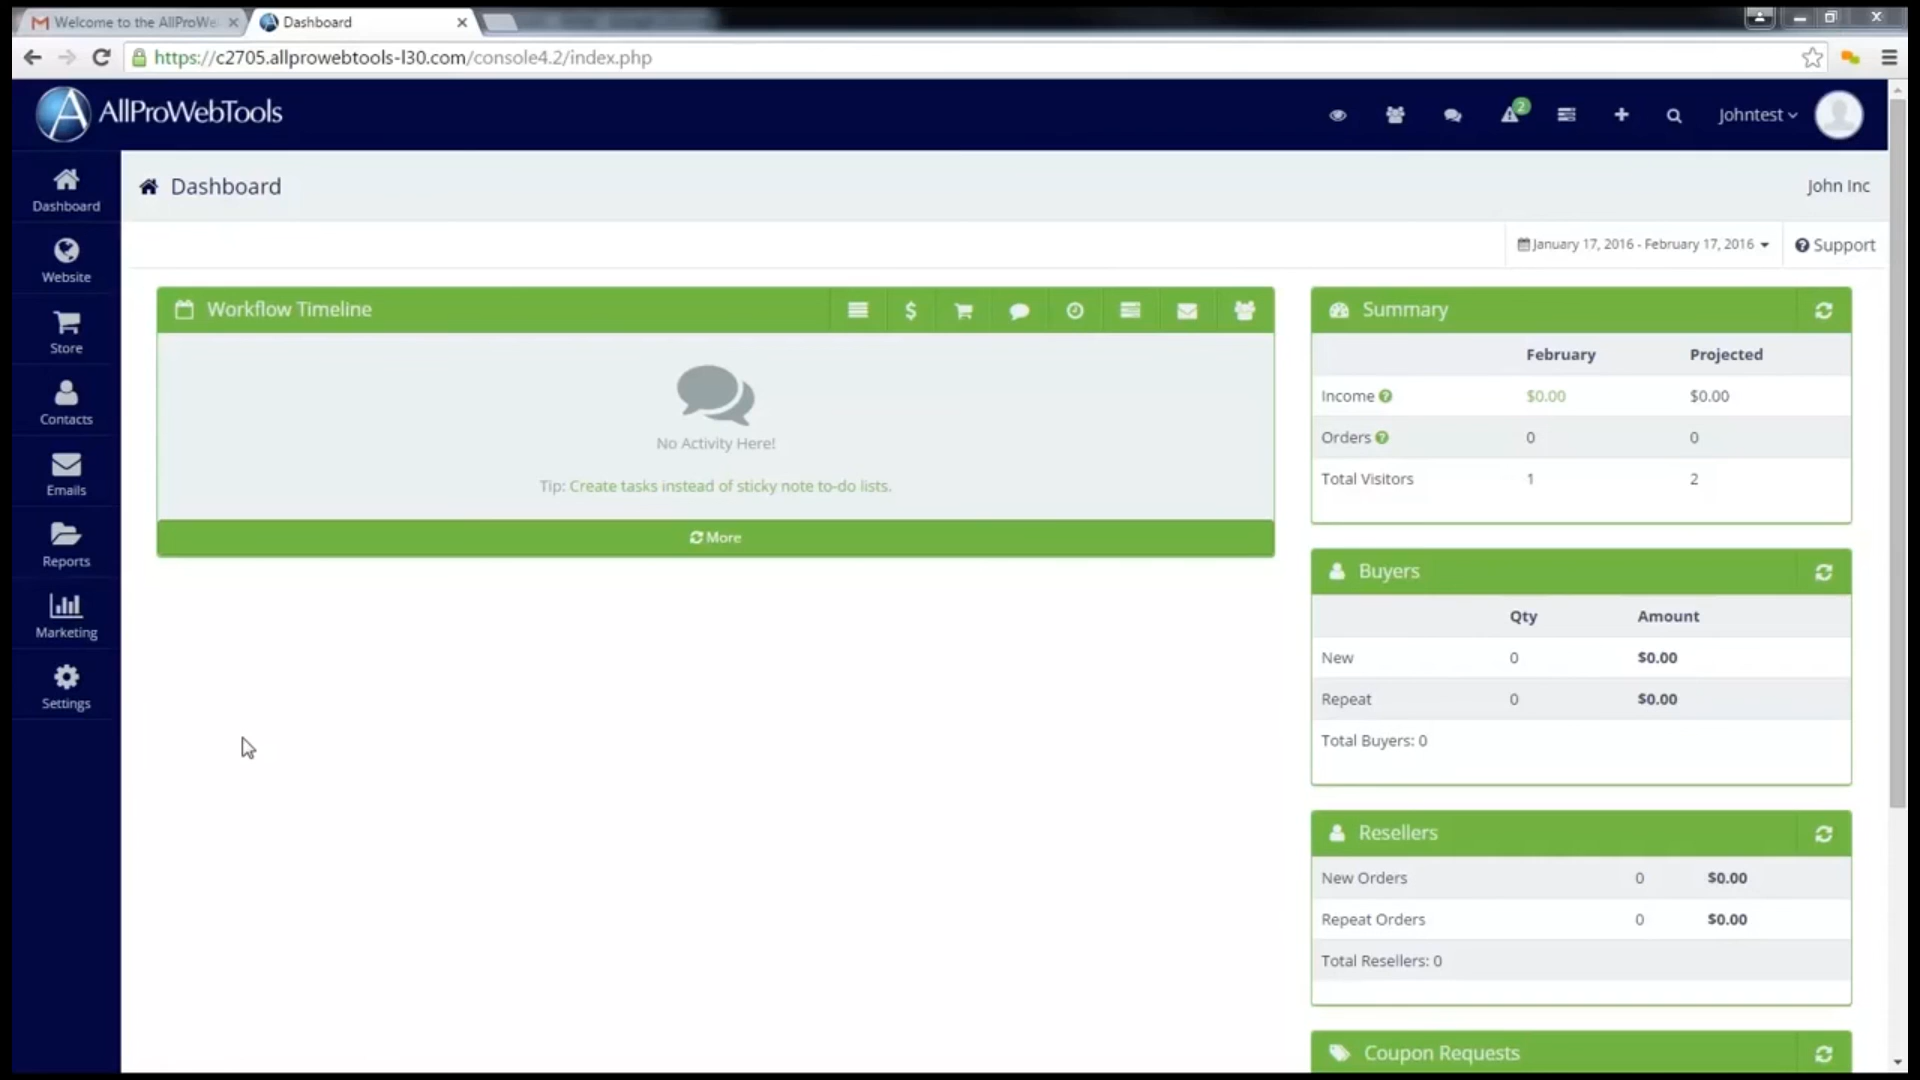 Welcome to the AllProWe
Dashboard
https://c2705.allprowebtools-l30.com/console4.2/index.php
AllProWebTools
2
Johntest
Dashboard
Website
Store
Contacts
Emails
Reports
Marketing
Settings
Dashboard
John Inc
January 17, 2016 - February 17, 2016
Support
Workflow Timeline
No Activity Here!
Tip: Create tasks instead of sticky note to-do lists.
More
Summary
February Projected
Income $0.00 $0.00
Orders 0 0
Total Visitors 1 2
Buyers
Qty Amount
New 0 $0.00
Repeat 0 $0.00
Total Buyers: 0
Resellers
New Orders 0 $0.00
Repeat Orders 0 $0.00
Total Resellers: 0
Coupon Requests